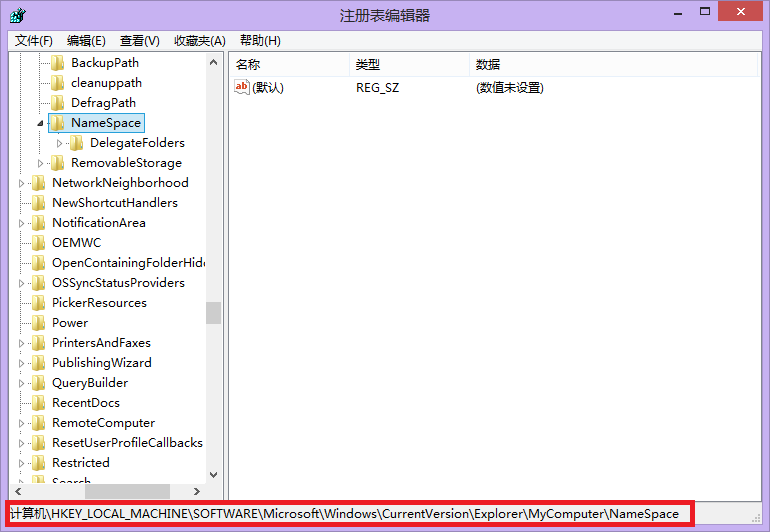 注册表编辑器
文件(F) 编辑(E) 查看(V) 收藏夹(A) 帮助(H)
BackupPath
cleanuppath
DefragPath
NameSpace
DelegateFolders
RemovableStorage
NetworkNeighborhood
NewShortcutHandlers
NotificationArea
OEMWC
OpenContainingFolderHid
OSSyncStatusProviders
PickerResources
Power
PrintersAndFaxes
PublishingWizard
QueryBuilder
RecentDocs
RemoteComputer
ResetUserProfileCallbacks
Restricted
Search
名称 类型 数据
ab (默认) REG_SZ (数值未设置)
计算机\HKEY_LOCAL_MACHINE\SOFTWARE\Microsoft\Windows\CurrentVersion\Explorer\MyComputer\NameSpace